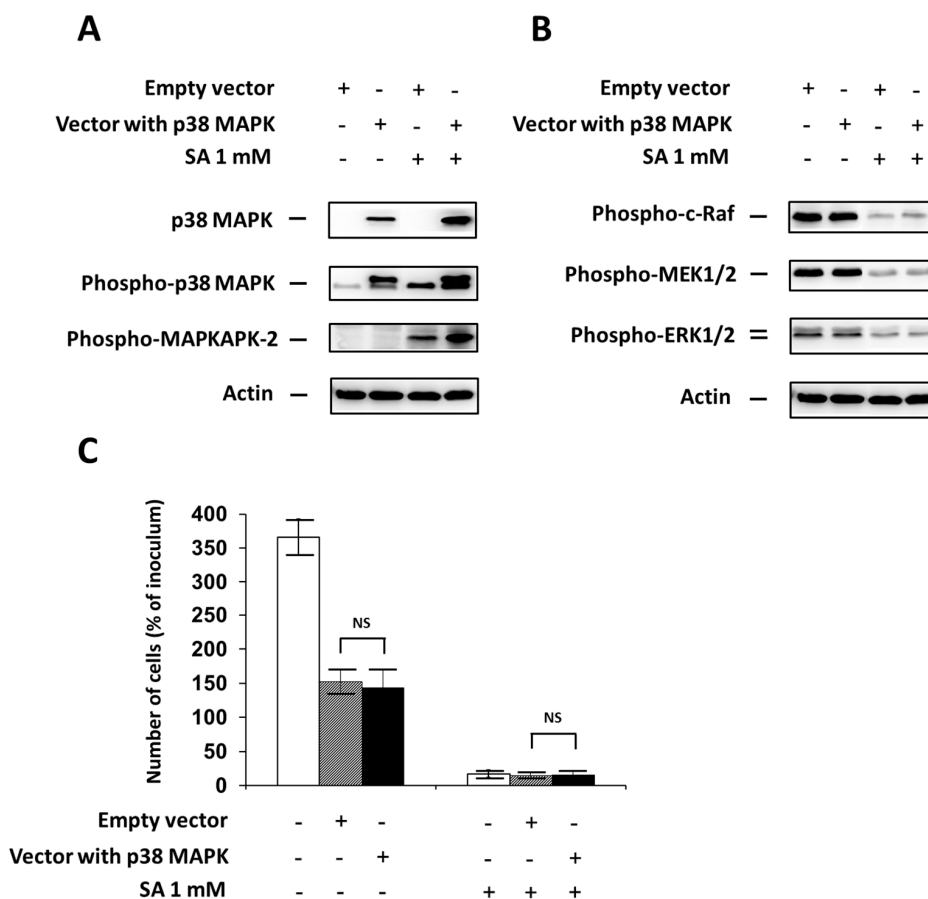 A
Empty vector + - + -
Vector with p38 MAPK - + - +
SA 1 mM - - + +
p38 MAPK
Phospho-p38 MAPK
Phospho-MAPKAPK-2
Actin
B
Empty vector + - + -
Vector with p38 MAPK - + - +
SA 1 mM - - + +
Phospho-c-Raf
Phospho-MEK1/2
Phospho-ERK1/2
Actin
C
Number of cells (% of inoculum)
400
350
300
250
200
150
100
50
0
NS
NS
Empty vector - + - - + -
Vector with p38 MAPK - - + - - +
SA 1 mM - - - + + +